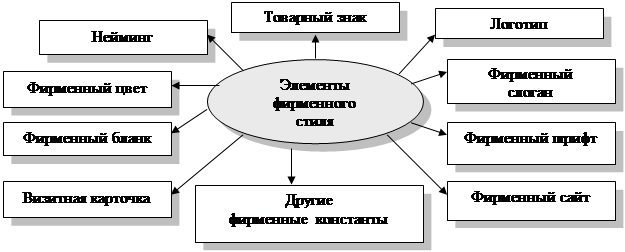 Товарный знак
Нейминг
Логотип
Фирменный цвет
Элементы
фирменного
стиля
Фирменный
слоган
Фирменный бланк
Фирменный шрифт
Визитная карточка
Другие
фирменные константы
Фирменный сайт